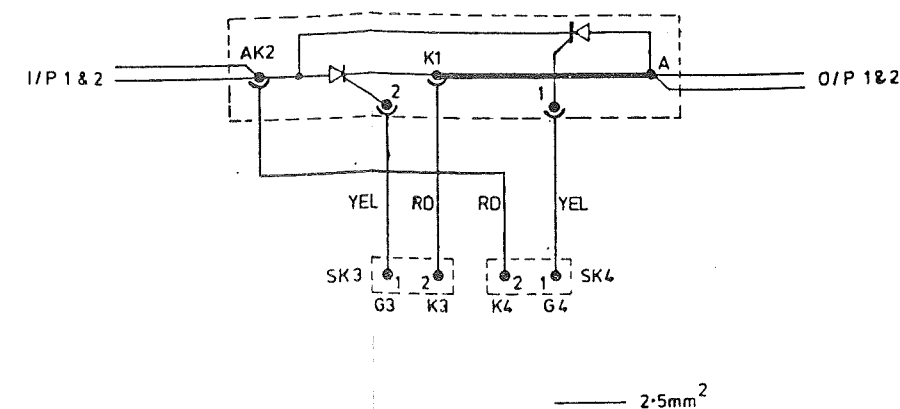 AK2
K1
A
I/P 1 & 2
O/P 1&2
2
1
YEL
RD
RD
YEL
SK3
1
2
2
1
SK4
G3
K3
K4
G4
2·5mm²